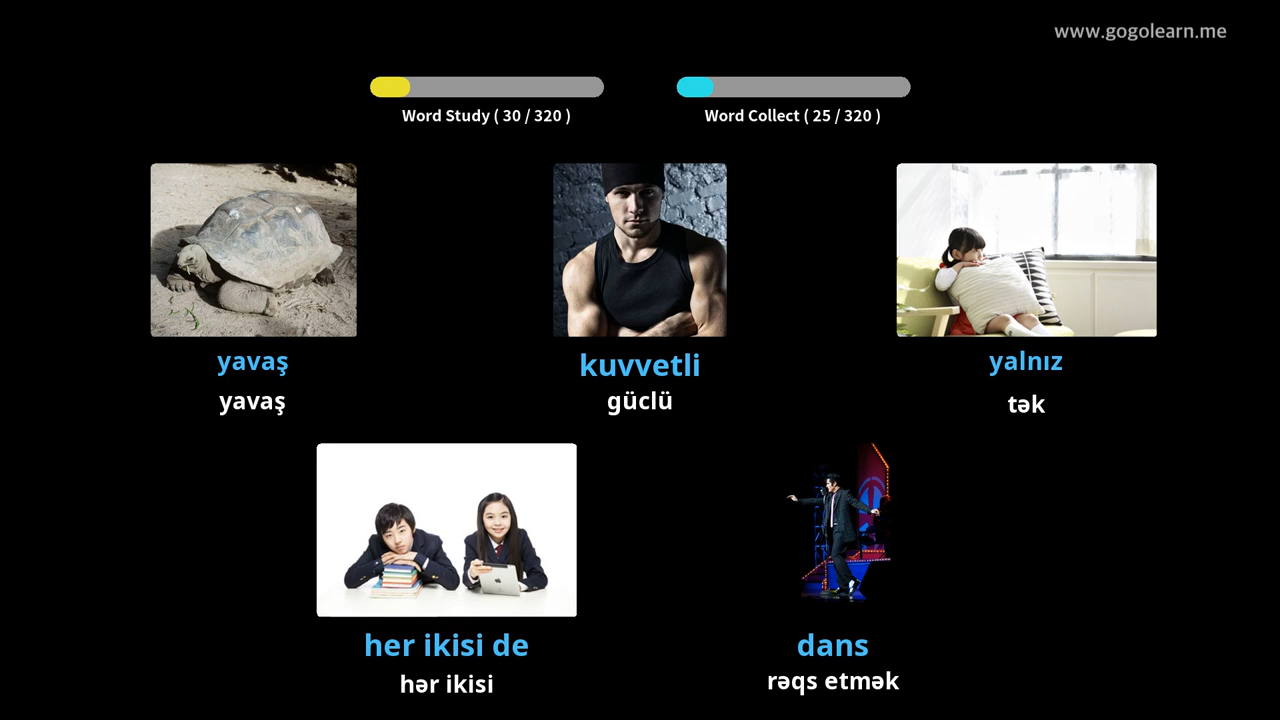 www.gogolearn.me
Word Study ( 30 / 320 )
Word Collect ( 25 / 320 )
yavaş
yavaş
kuvvetli
güclü
yalnız
tək
her ikisi de
hər ikisi
dans
rəqs etmək